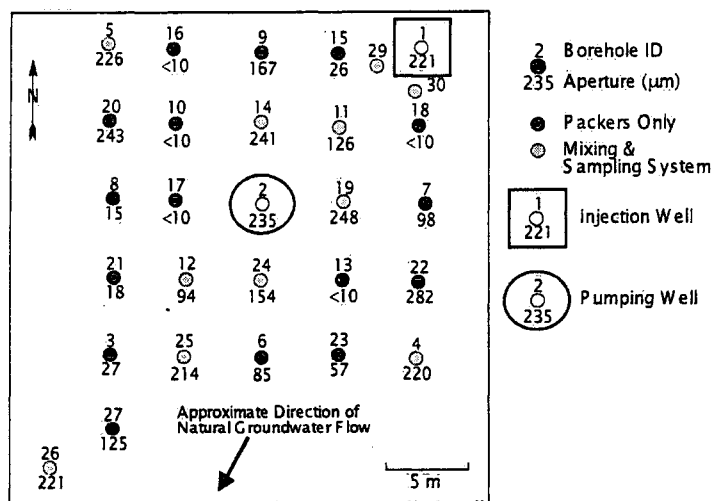 5 16 9 15 1
226 <10 167 26 29 221
30
20 10 14 11 18
243 <10 241 126 <10
8 17 2 19 7
15 <10 235 248 98
21 12 24 13 22
18 94 154 <10 282
3 25 6 23 4
27 214 85 57 220
27
125
26
221
N
Approximate Direction of
Natural Groundwater Flow
5 m
2 Borehole ID
235 Aperture (µm)
Packers Only
Mixing &
Sampling System
1
221
Injection Well
2
235
Pumping Well